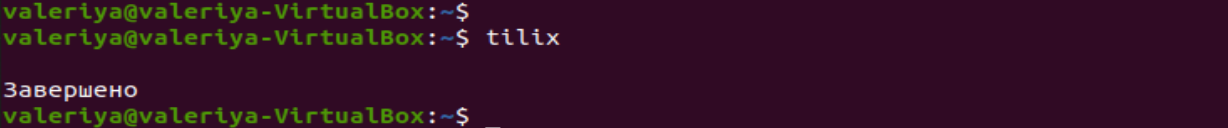 valeriya@valeriya-VirtualBox:~$
valeriya@valeriya-VirtualBox:~$ tilix
Завершено
valeriya@valeriya-VirtualBox:~$ _